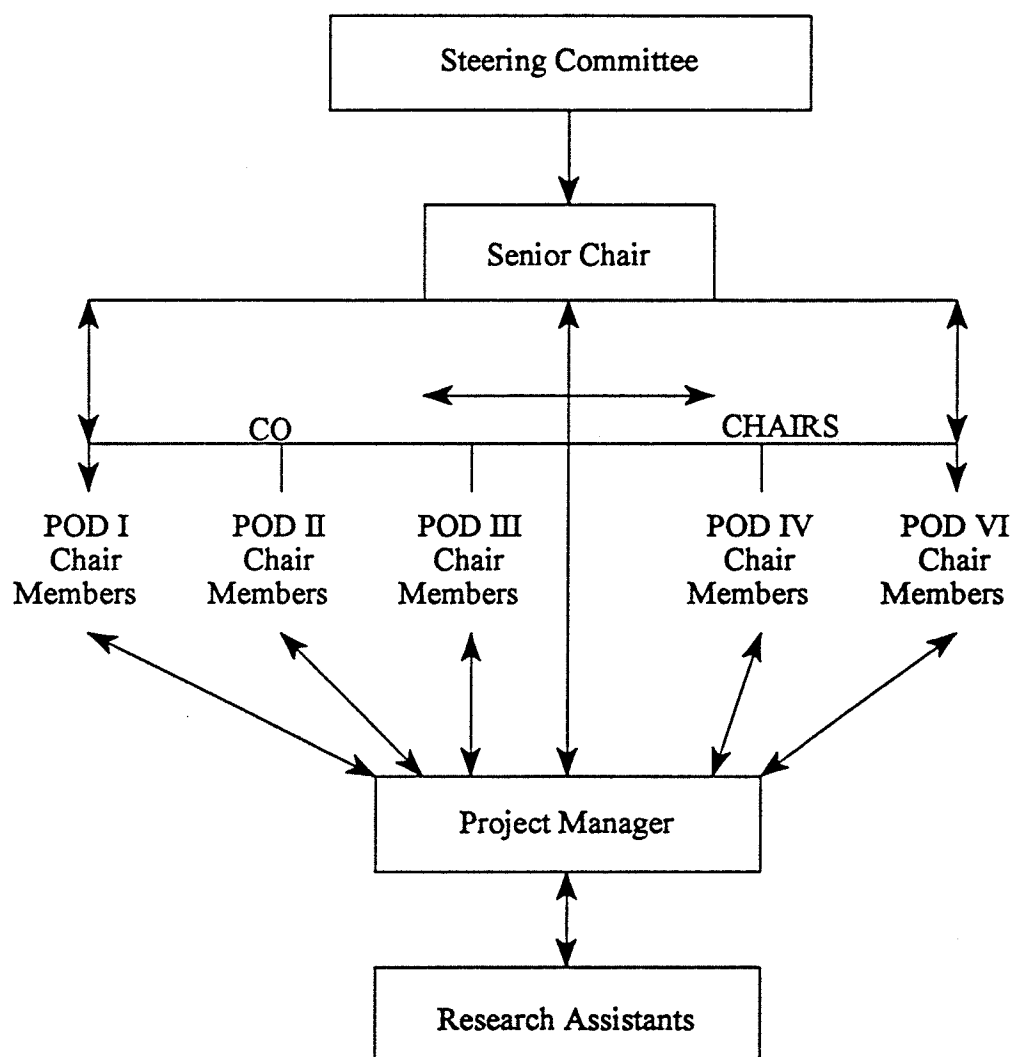 Steering Committee
Senior Chair
CO CHAIRS
POD I POD II POD III POD IV POD VI
Chair Chair Chair Chair Chair
Members Members Members Members Members
Project Manager
Research Assistants